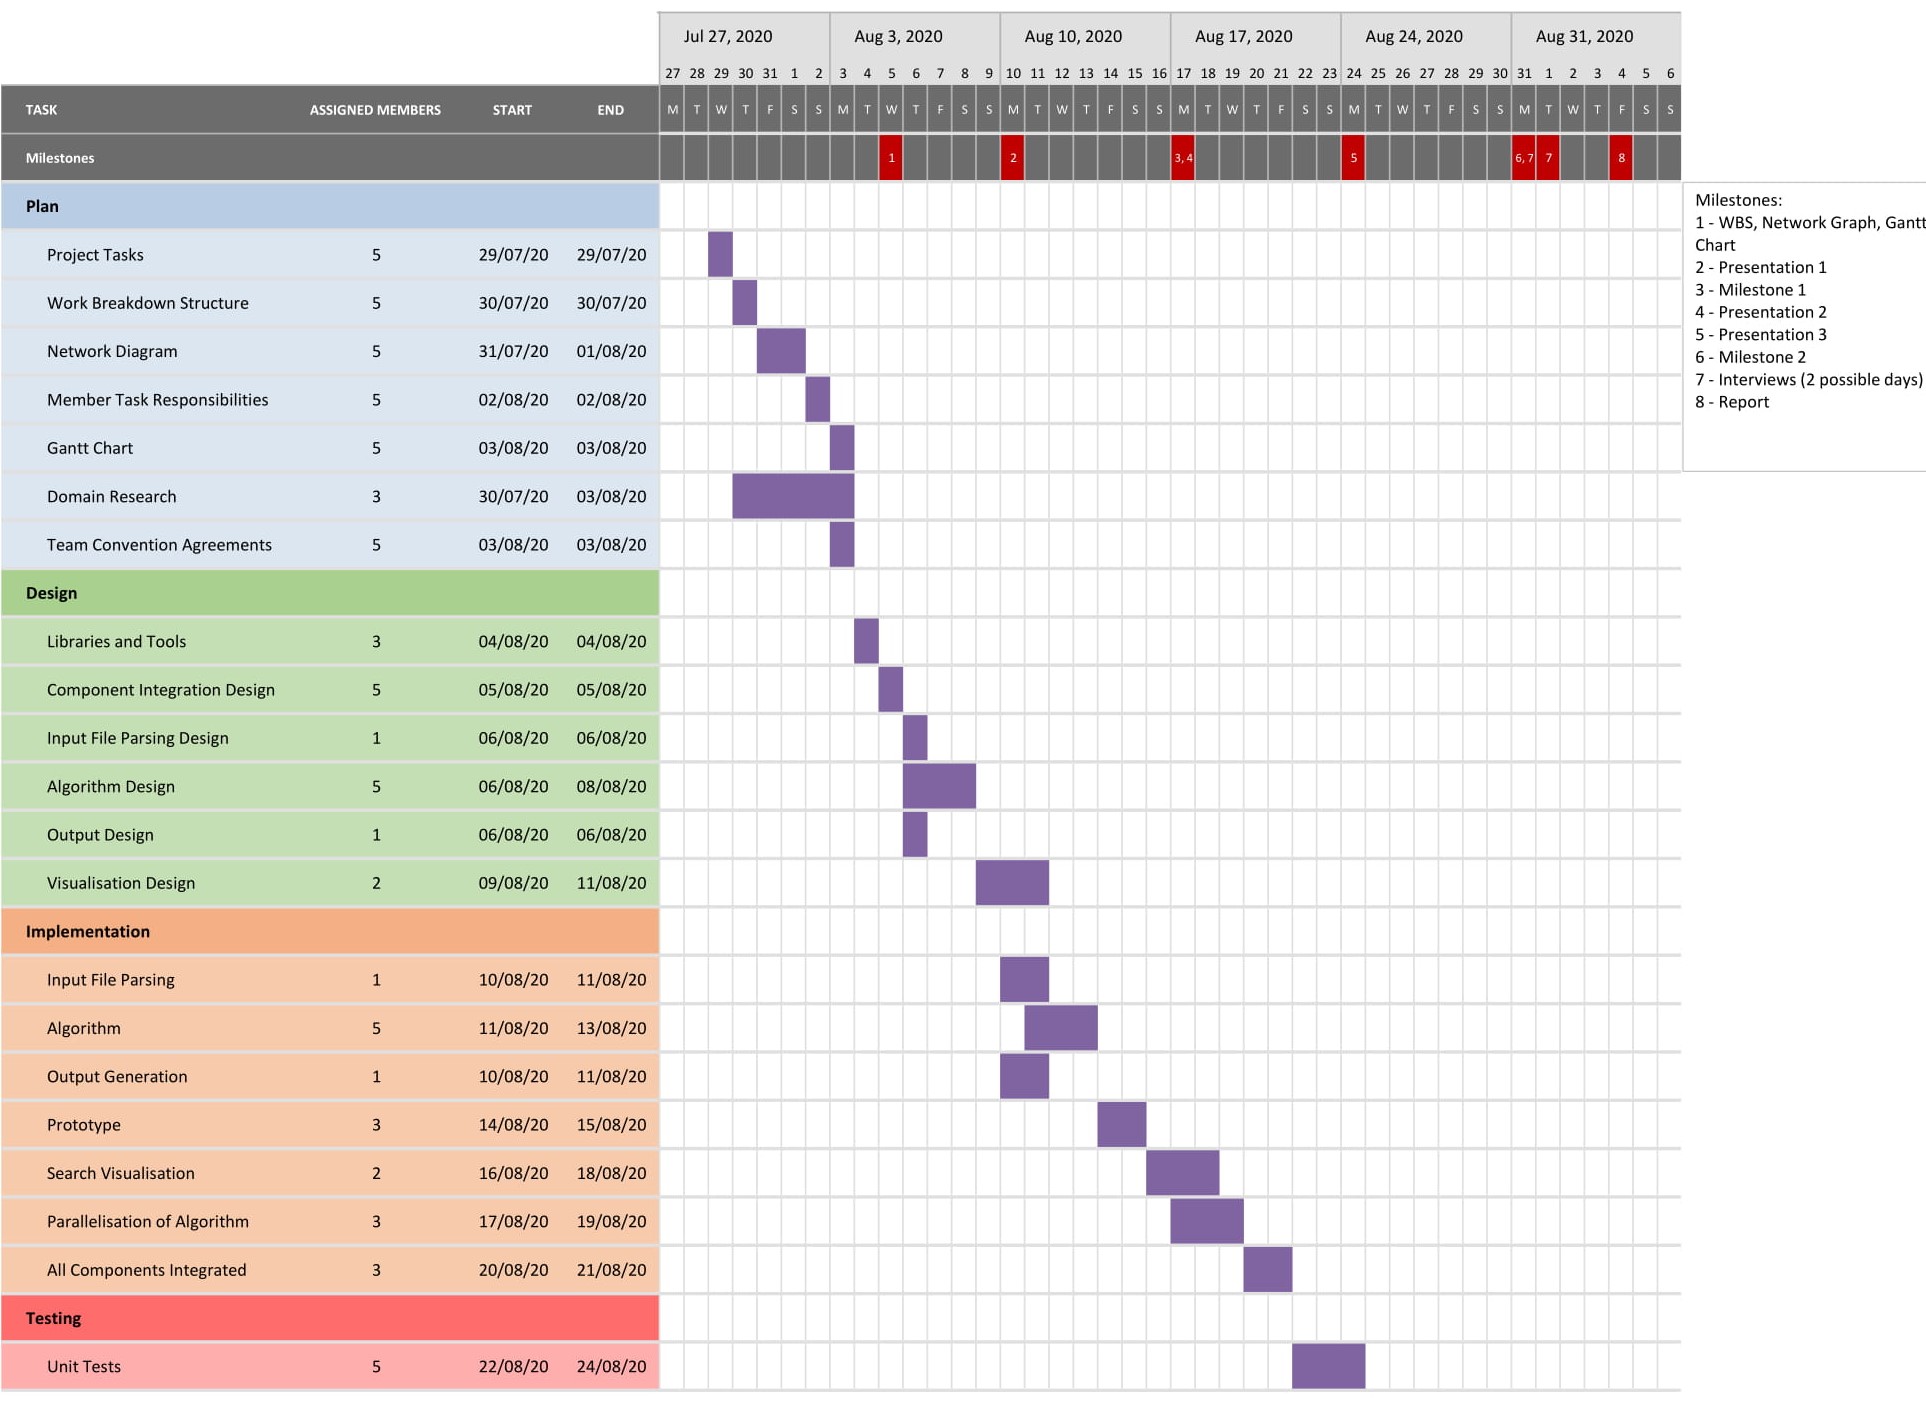 Jul 27, 2020 Aug 3, 2020 Aug 10, 2020 Aug 17, 2020 Aug 24, 2020 Aug 31, 2020
27 28 29 30 31 1 2 3 4 5 6 7 8 9 10 11 12 13 14 15 16 17 18 19 20 21 22 23 24 25 26 27 28 29 30 31 1 2 3 4 5 6
TASK ASSIGNED MEMBERS START END M T W T F S S M T W T F S S M T W T F S S M T W T F S S M T W T F S S M T W T F S S
Milestones 1 2 3, 4 5 6, 7 7 8
Plan
Project Tasks 5 29/07/20 29/07/20
Work Breakdown Structure 5 30/07/20 30/07/20
Network Diagram 5 31/07/20 01/08/20
Member Task Responsibilities 5 02/08/20 02/08/20
Gantt Chart 5 03/08/20 03/08/20
Domain Research 3 30/07/20 03/08/20
Team Convention Agreements 5 03/08/20 03/08/20
Design
Libraries and Tools 3 04/08/20 04/08/20
Component Integration Design 5 05/08/20 05/08/20
Input File Parsing Design 1 06/08/20 06/08/20
Algorithm Design 5 06/08/20 08/08/20
Output Design 1 06/08/20 06/08/20
Visualisation Design 2 09/08/20 11/08/20
Implementation
Input File Parsing 1 10/08/20 11/08/20
Algorithm 5 11/08/20 13/08/20
Output Generation 1 10/08/20 11/08/20
Prototype 3 14/08/20 15/08/20
Search Visualisation 2 16/08/20 18/08/20
Parallelisation of Algorithm 3 17/08/20 19/08/20
All Components Integrated 3 20/08/20 21/08/20
Testing
Unit Tests 5 22/08/20 24/08/20
Milestones:
1 - WBS, Network Graph, Gantt
Chart
2 - Presentation 1
3 - Milestone 1
4 - Presentation 2
5 - Presentation 3
6 - Milestone 2
7 - Interviews (2 possible days)
8 - Report